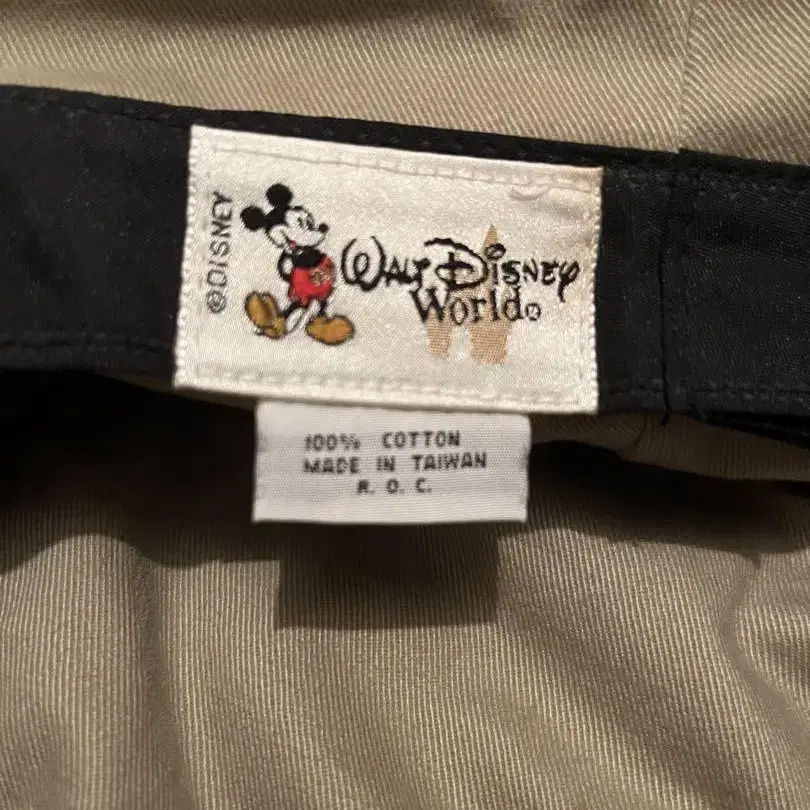 ©DISNEY
WALT DISNEY
World®
100% COTTON
MADE IN TAIWAN
R. O. C.